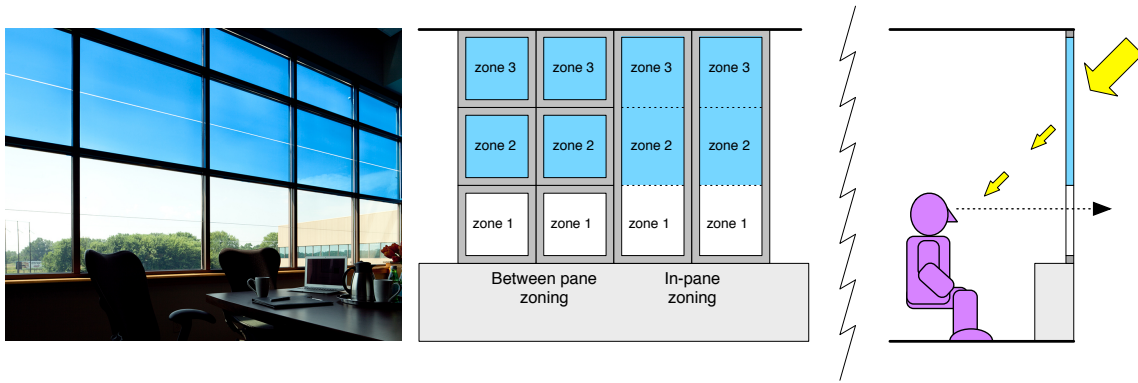 zone 3 zone 3 zone 3 zone 3
zone 2 zone 2 zone 2 zone 2
zone 1 zone 1 zone 1 zone 1
Between pane
zoning
In-pane
zoning